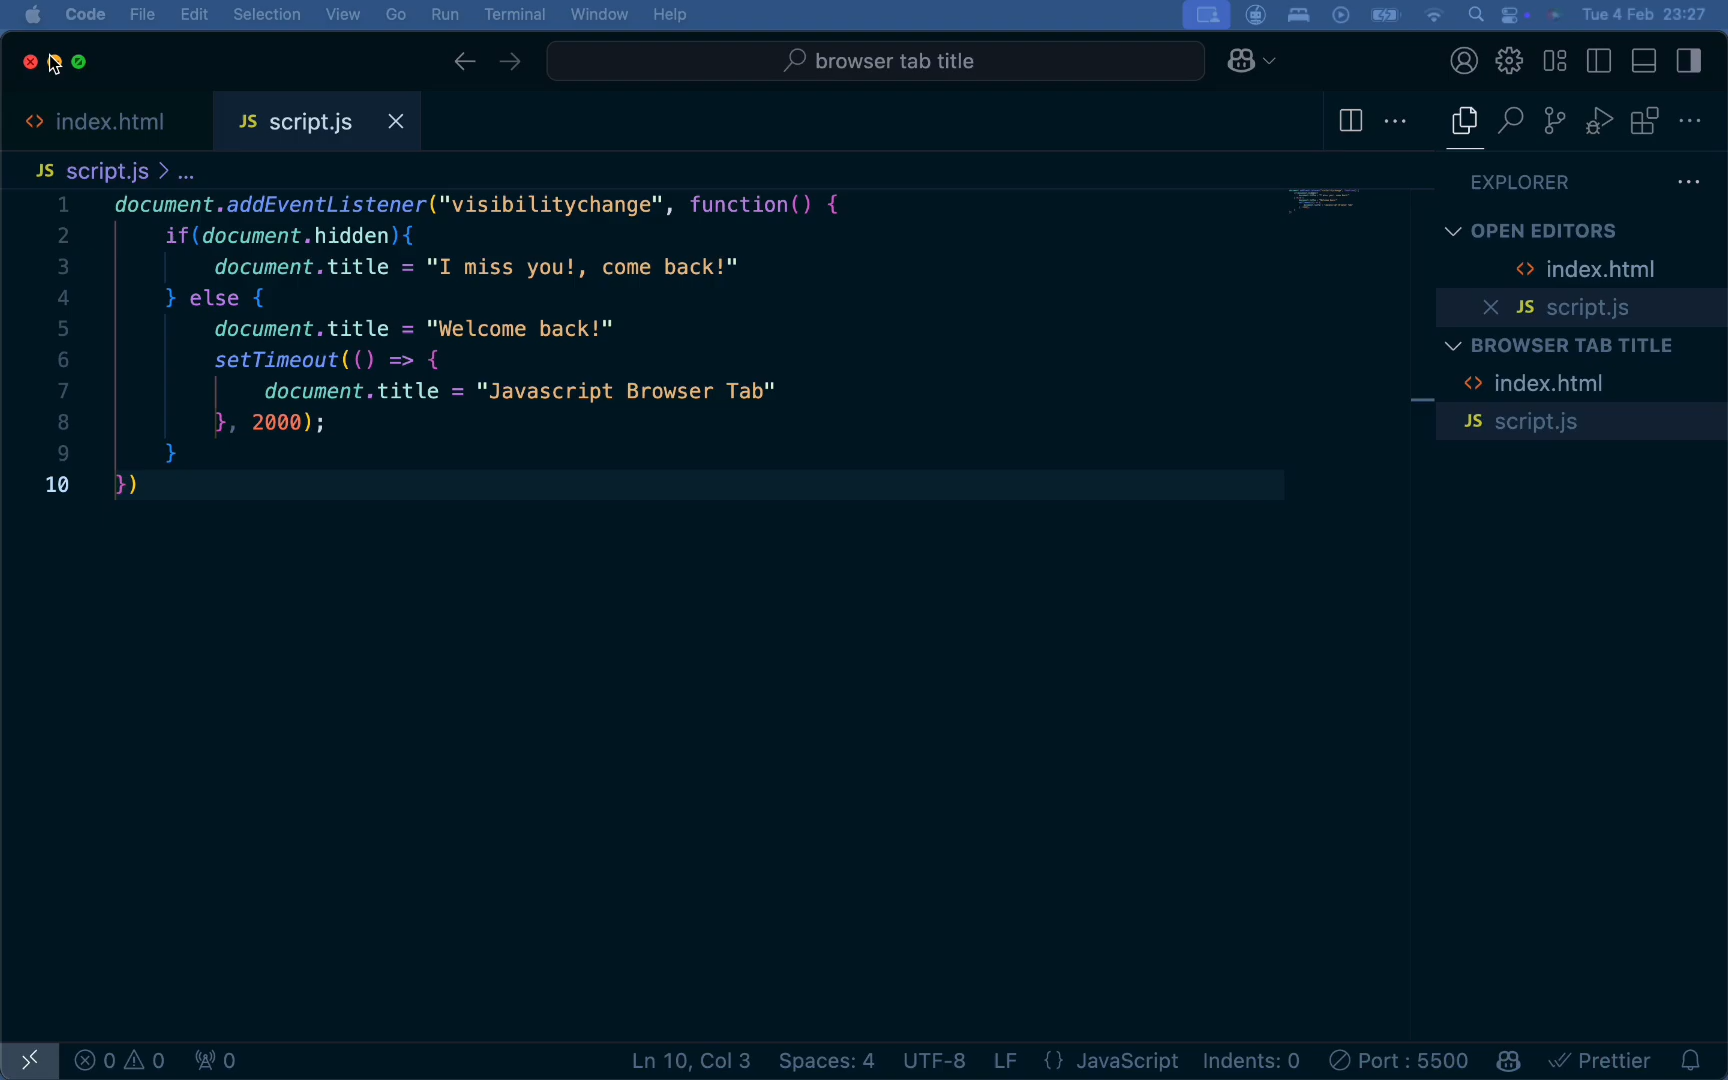 Code File Edit Selection View Go Run Terminal Window Help Tue 4 Feb 23:27
browser tab title
<> index.html JS script.js
JS script.js > ...
EXPLORER
OPEN EDITORS
<> index.html
JS script.js
BROWSER TAB TITLE
<> index.html
JS script.js
1 document.addEventListener("visibilitychange", function() {
2 if(document.hidden){
3 document.title = "I miss you!, come back!"
4 } else {
5 document.title = "Welcome back!"
6 setTimeout(() => {
7 document.title = "Javascript Browser Tab"
8 }, 2000);
9 }
10 })
0 0 0 Ln 10, Col 3 Spaces: 4 UTF-8 LF {} JavaScript Indents: 0 Port : 5500 Prettier